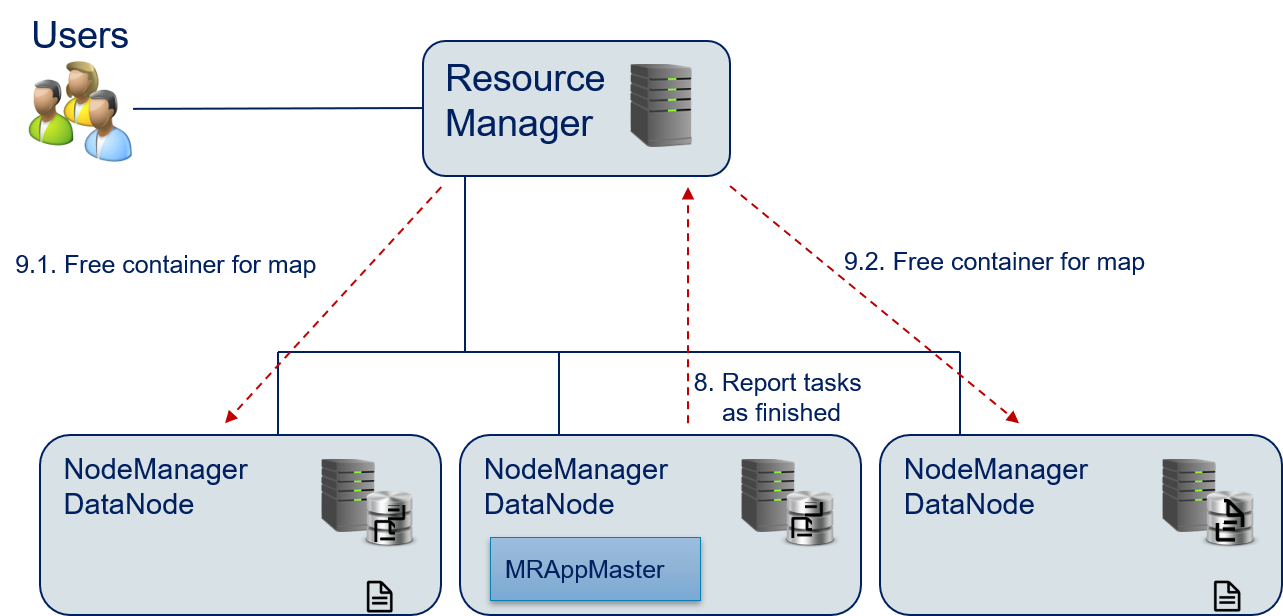 Users
Resource
Manager
9.1. Free container for map
9.2. Free container for map
8. Report tasks
as finished
NodeManager
DataNode
NodeManager
DataNode
MRAppMaster
NodeManager
DataNode